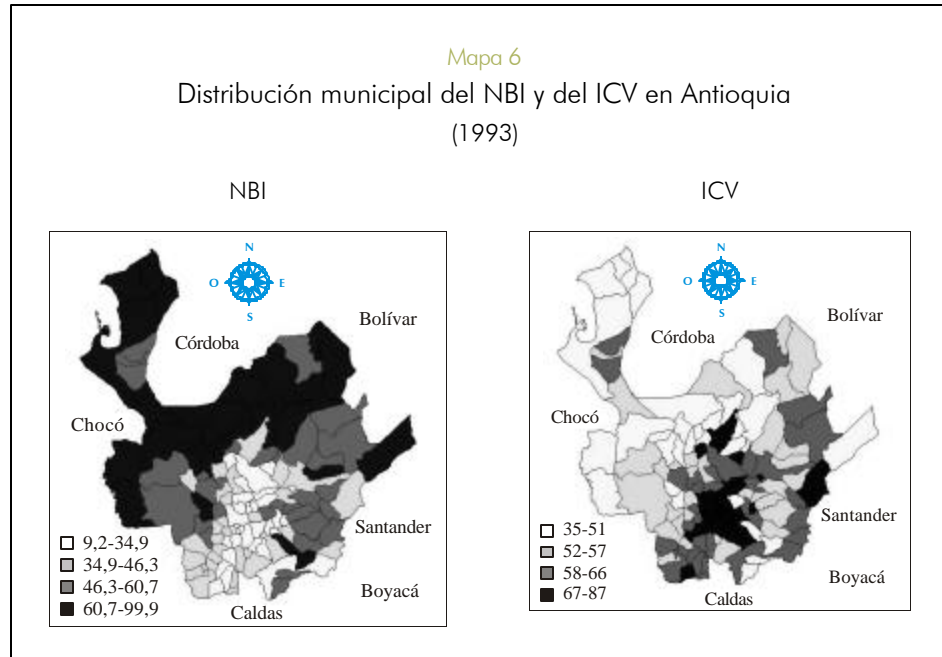 Mapa 6
Distribución municipal del NBI y del ICV en Antioquia
(1993)
NBI
N
O
E
S
Bolívar
Córdoba
Chocó
Santander
Boyacá
Caldas
9,2-34,9
34,9-46,3
46,3-60,7
60,7-99,9
ICV
N
O
E
S
Bolívar
Córdoba
Chocó
Santander
Boyacá
Caldas
35-51
52-57
58-66
67-87